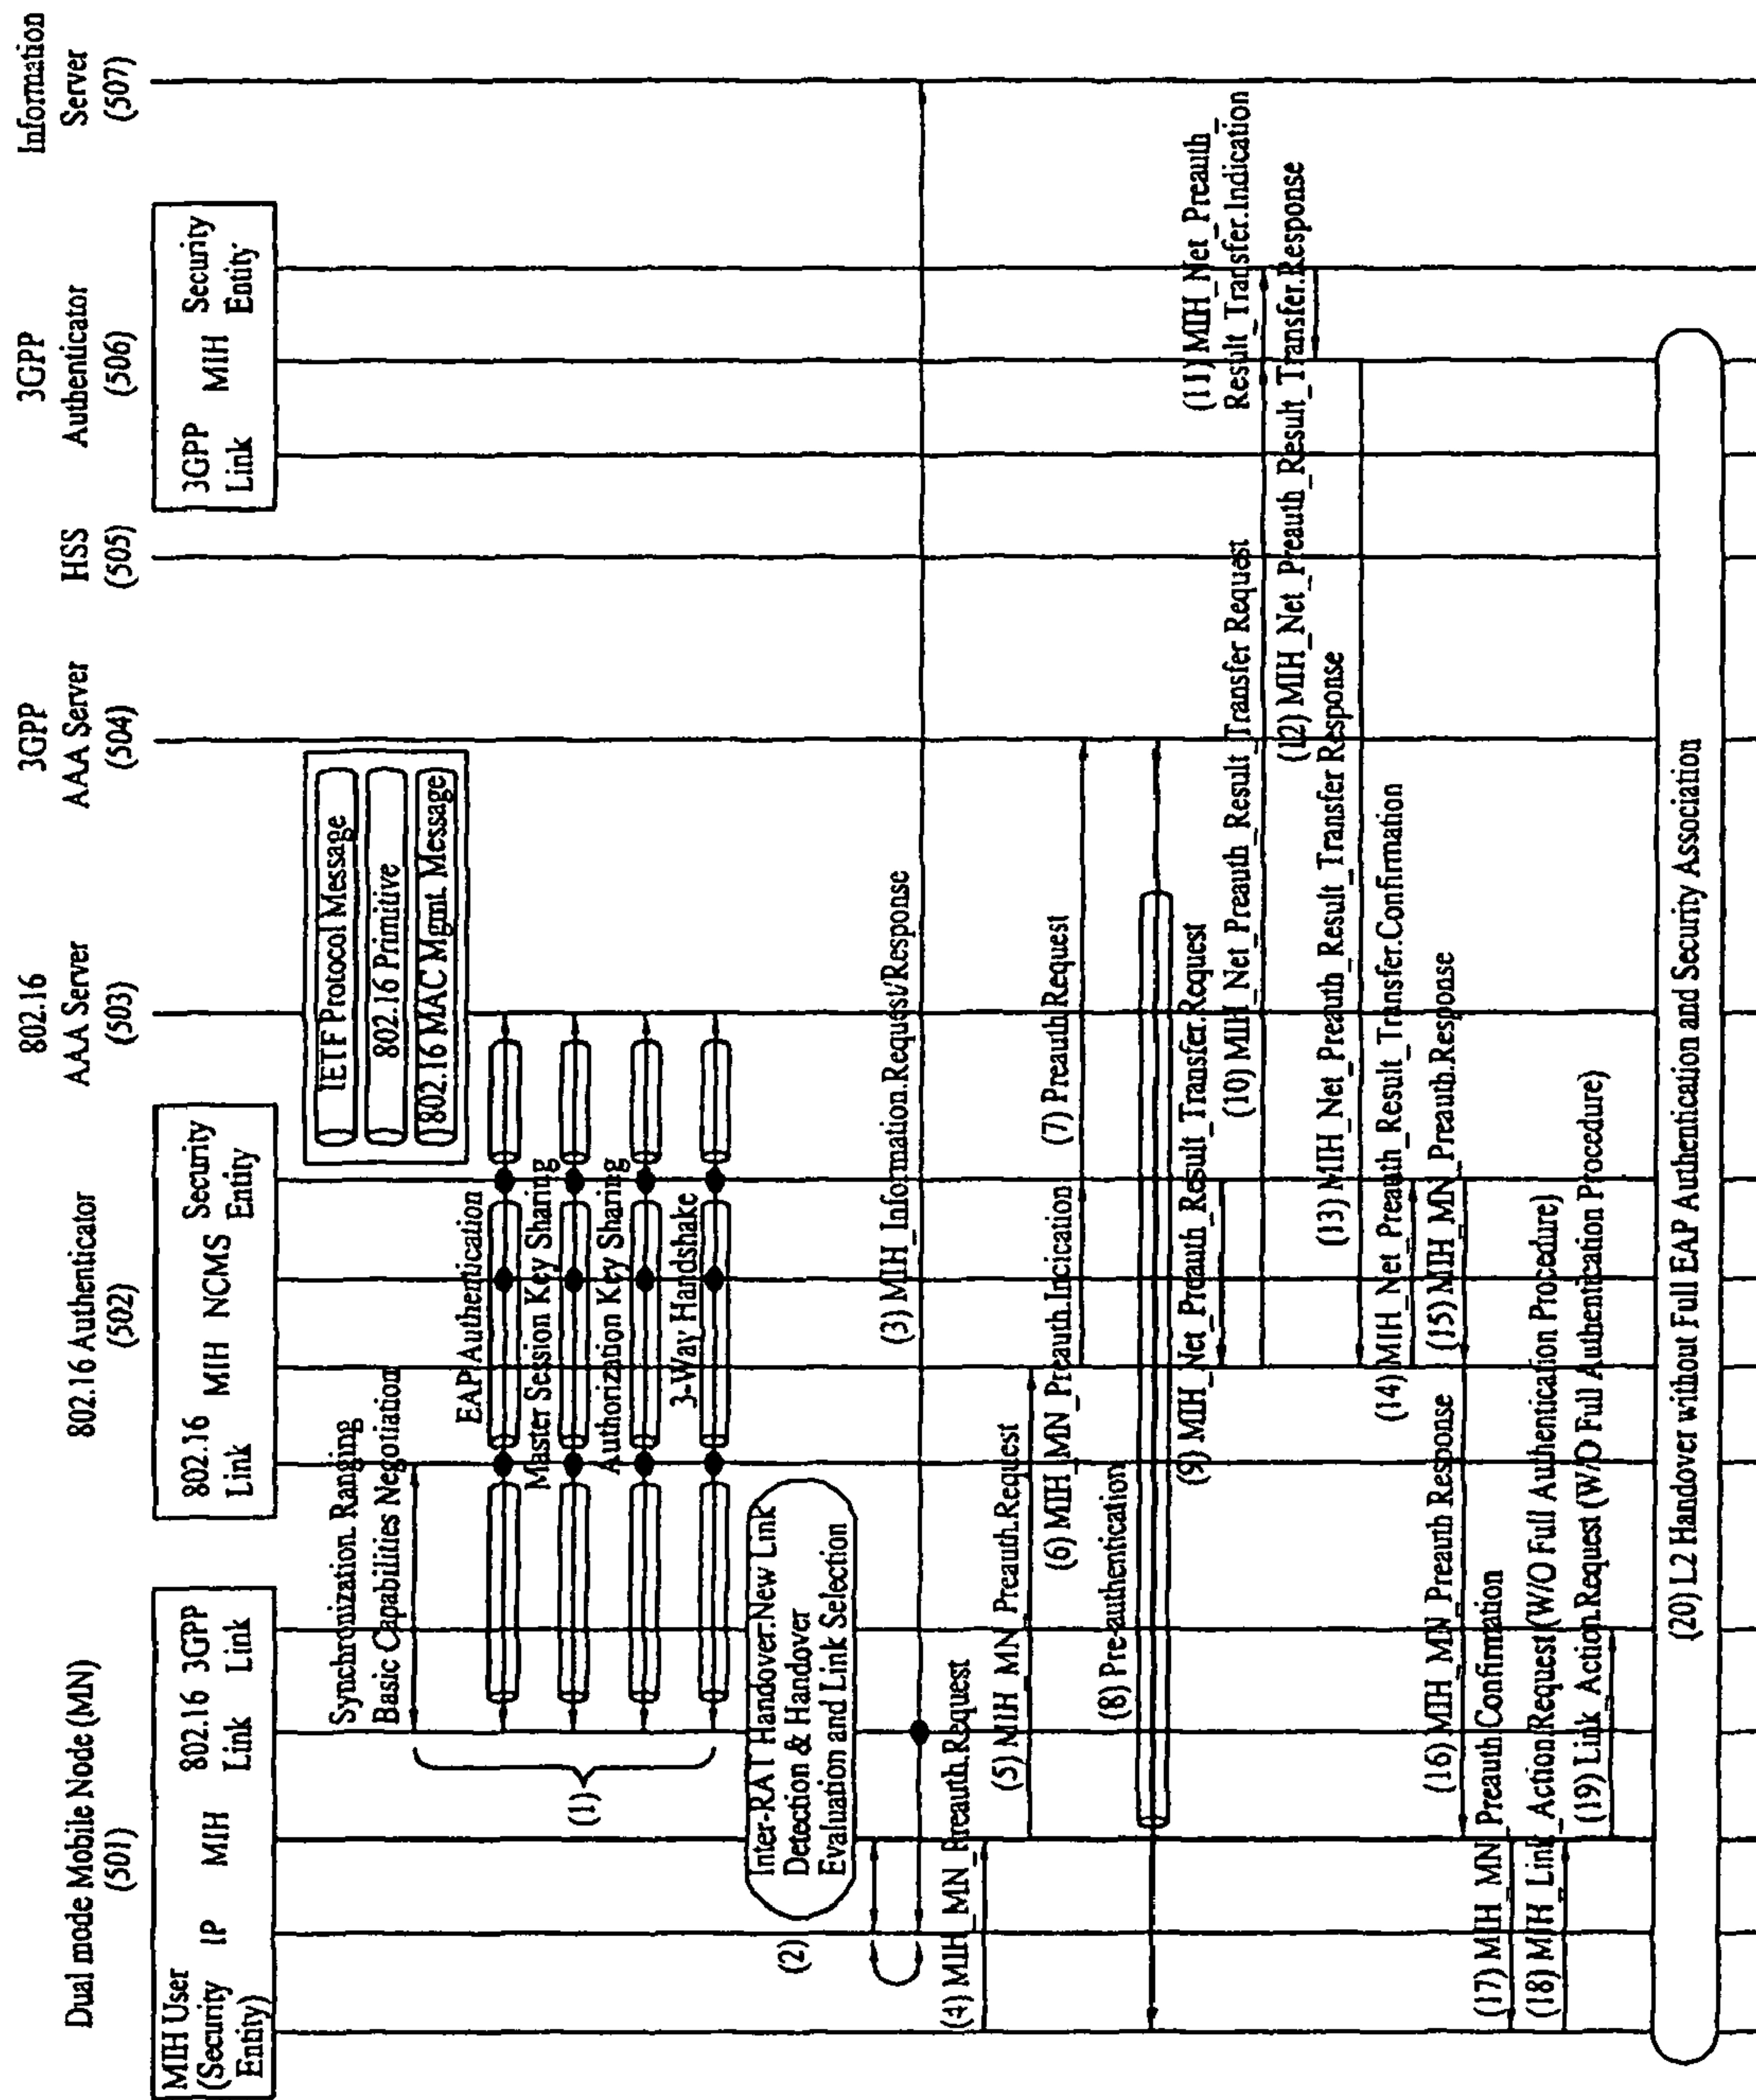 Dual mode Mobile Node (MN)
(501)
MIH User
(Security
Entity)
IP
MIH
802.16
Link
3GPP
Link
802.16 Authenticator
(502)
802.16
Link
MIH
NCMS
Security
Entity
802.16
AAA Server
(503)
3GPP
AAA Server
(504)
HSS
(505)
3GPP
Authenticator
(506)
3GPP
Link
MIH
Security
Entity
Information
Server
(507)
IETF Protocol Message
802.16 Primitive
802.16 MAC Mgmt. Message
Synchronization. Ranging
Basic Capabilities Negotiation
EAP Authentication
Master Session Key Sharing
Authorization Key Sharing
3-Way Handshake
(1)
Inter-RAT Handover.New Link
Detection & Handover
Evaluation and Link Selection
(2)
(3) MIH_Information.Request/Response
(4) MIH_MN_Preauth.Request
(5) MIH_MN_Preauth.Request
(6) MIH_MN_Preauth.Incication
(7) Preauth.Request
(8) Pre-authentication
(9) MIH_Net_Preauth_Result_Transfer.Request
(10) MIH_Net_Preauth_Result_Transfer Request
(11) MIH_Net_Preauth_
Result_Transfer.Indication
(12) MIH_Net_Preauth_Result_Transfer.Response
(13) MIH_Net_Preauth_Result_Transfer Response
(14) MIH_Net_Preauth_Result_Transfer.Confirmation
(15) MIH_MN_Preauth.Response
(16) MIH_MN_Preauth Response
(17) MIH_MN_Preauth.Confirmation
(18) MIH_Link_Action.Request (W/O Full Authentication Procedure)
(19) Link_Action.Request (W/O Full Authentication Procedure)
(20) L2 Handover without Full EAP Authentication and Security Association